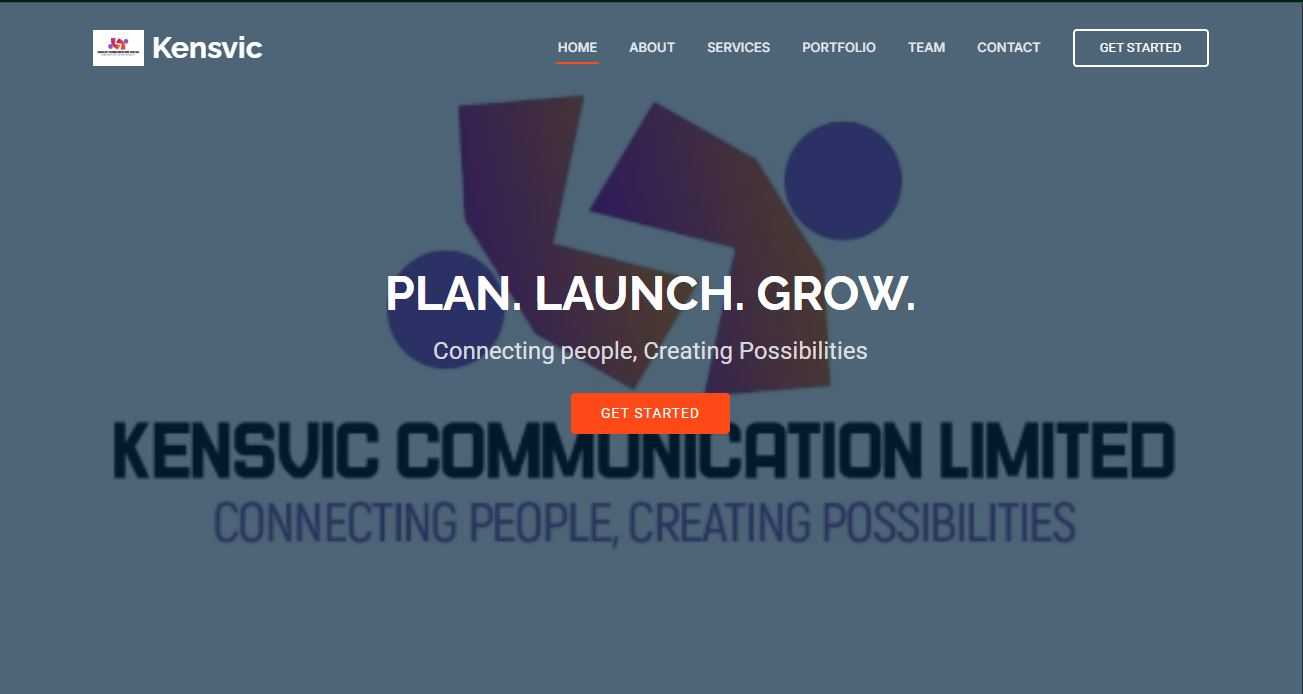 Kensvic
HOME ABOUT SERVICES PORTFOLIO TEAM CONTACT GET STARTED
PLAN. LAUNCH. GROW.
Connecting people, Creating Possibilities
GET STARTED
KENSVIC COMMUNICATION LIMITED
CONNECTING PEOPLE, CREATING POSSIBILITIES